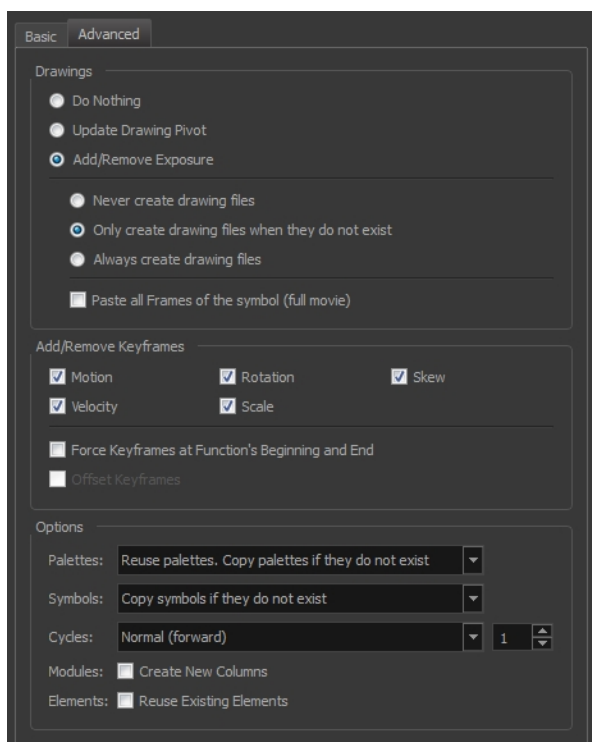 Basic Advanced
Drawings
Do Nothing
Update Drawing Pivot
Add/Remove Exposure
Never create drawing files
Only create drawing files when they do not exist
Always create drawing files
Paste all Frames of the symbol (full movie)
Add/Remove Keyframes
Motion Rotation Skew
Velocity Scale
Force Keyframes at Function's Beginning and End
Offset Keyframes
Options
Palettes: Reuse palettes. Copy palettes if they do not exist
Symbols: Copy symbols if they do not exist
Cycles: Normal (forward) 1
Modules: Create New Columns
Elements: Reuse Existing Elements